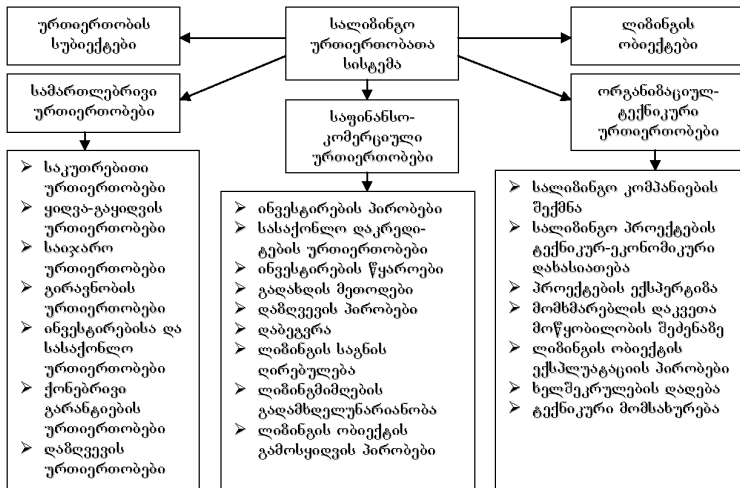 ურთიერთობის
სუბიექტები
სალიზინგო
ურთიერთობათა
სისტემა
ლიზინგის
ობიექტები
სამართლებრივი
ურთიერთობები
საფინანსო-
კომერციული
ურთიერთობები
ორგანიზაციულ-
ტექნიკური
ურთიერთობები
➢ საკუთრებითი
ურთიერთობები
➢ ყიდვა-გაყიდვის
ურთიერთობები
➢ საიჯარო
ურთიერთობები
➢ გირავნობის
ურთიერთობები
➢ ინვესტირებისა და
სასაქონლო
ურთიერთობები
➢ ქონებრივი
გარანტიების
ურთიერთობები
➢ დაზღვევის
ურთიერთობები
➢ ინვესტირების პირობები
➢ სასაქონლო დაკრედი-
ტების ურთიერთობები
➢ ინვესტირების წყაროები
➢ გადახდის მეთოდები
➢ დაზღვევის პირობები
➢ დაბეგვრა
➢ ლიზინგის საგნის
ღირებულება
➢ ლიზინგმიმღების
გადამხდელუნარიანობა
➢ ლიზინგის ობიექტის
გამოსყიდვის პირობები
➢ სალიზინგო კომპანიების
შექმნა
➢ სალიზინგო პროექტების
ტექნიკურ-ეკონომიკური
დახასიათება
➢ პროექტების ექსპერტიზა
➢ მომხმარებლის დაკვეთა
მოწყობილობის შეძენაზე
➢ ლიზინგის ობიექტის
ექსპლუატაციის პირობები
➢ ხელშეკრულების დადება
➢ ტექნიკური მომსახურება